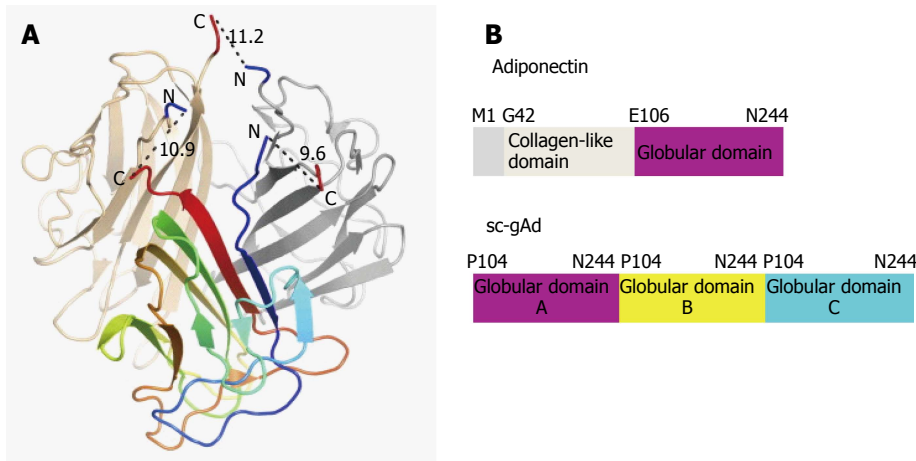 A
C
11.2
N
N
N
10.9
9.6
C
C
B
Adiponectin
M1 G42 E106 N244
Collagen-like
domain
Globular domain
sc-gAd
P104 N244 P104 N244 P104 N244
Globular domain
A
Globular domain
B
Globular domain
C